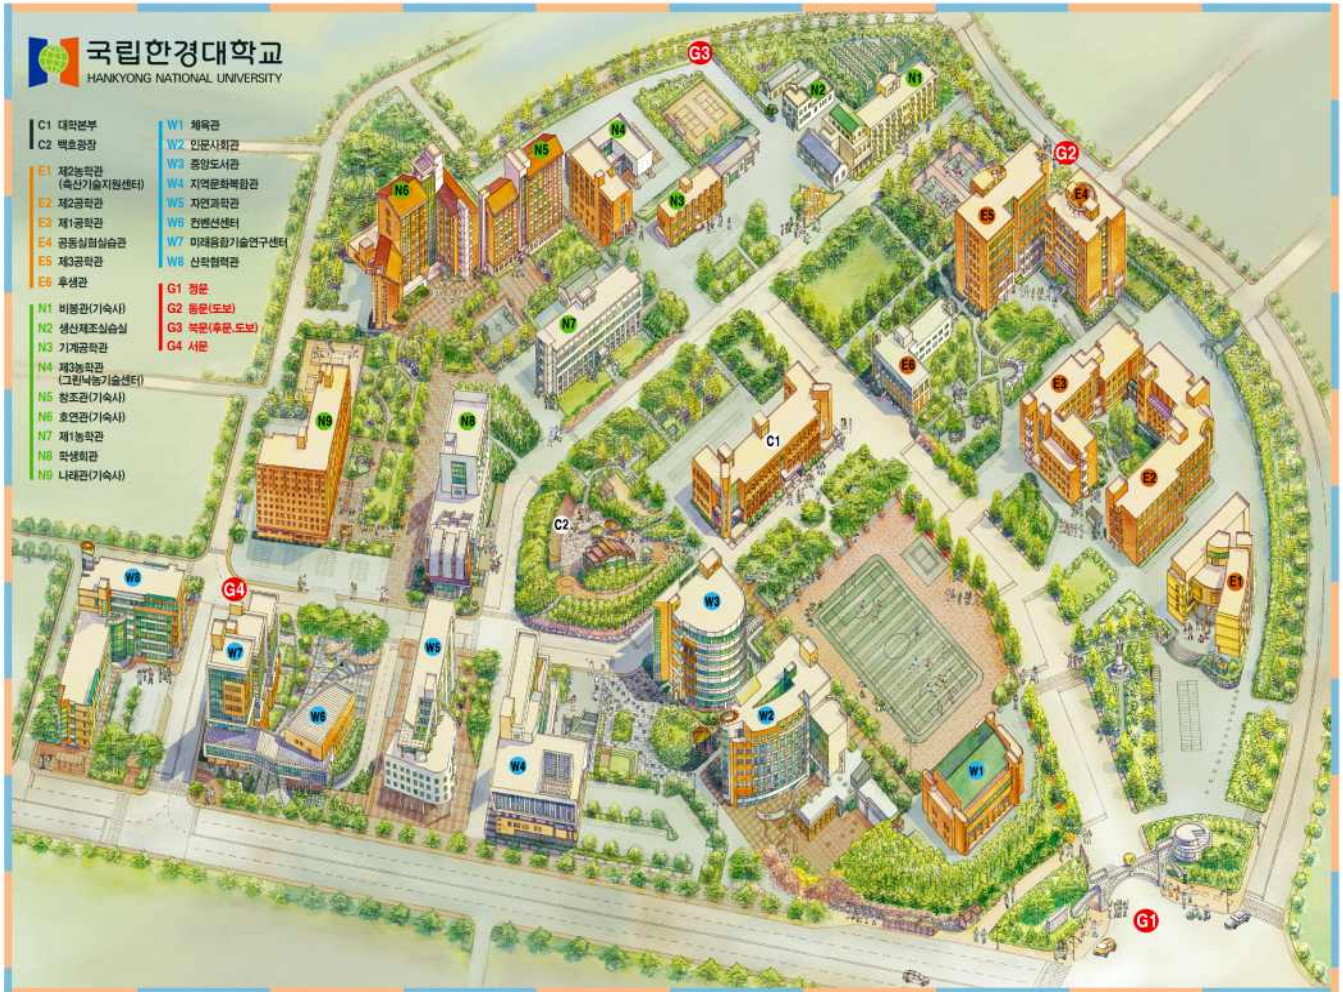 국립한경대학교
HANKYONG NATIONAL UNIVERSITY
C1 대학본부
C2 백호광장
E1 제2농학관
(축산기술지원센터)
E2 제2공학관
E3 제1공학관
E4 공동실험실습관
E5 제3공학관
E6 후생관
N1 비봉관(기숙사)
N2 생산제조실습실
N3 기계공학관
N4 제3농학관
(그린낙농기술센터)
N5 창조관(기숙사)
N6 호연관(기숙사)
N7 제1농학관
N8 학생회관
N9 나래관(기숙사)
W1 체육관
W2 인문사회관
W3 중앙도서관
W4 지역문화복합관
W5 자연과학관
W6 컨벤션센터
W7 미래융합기술연구센터
W8 산학협력관
G1 정문
G2 동문(도보)
G3 북문(후문,도보)
G4 서문
G3
N2
N1
N4
G2
N5
N6
N3
E4
E5
N7
E6
E3
N9
N8
C1
E2
C2
W8
G4
E1
W3
W5
W7
W6
W2
W4
W1
G1